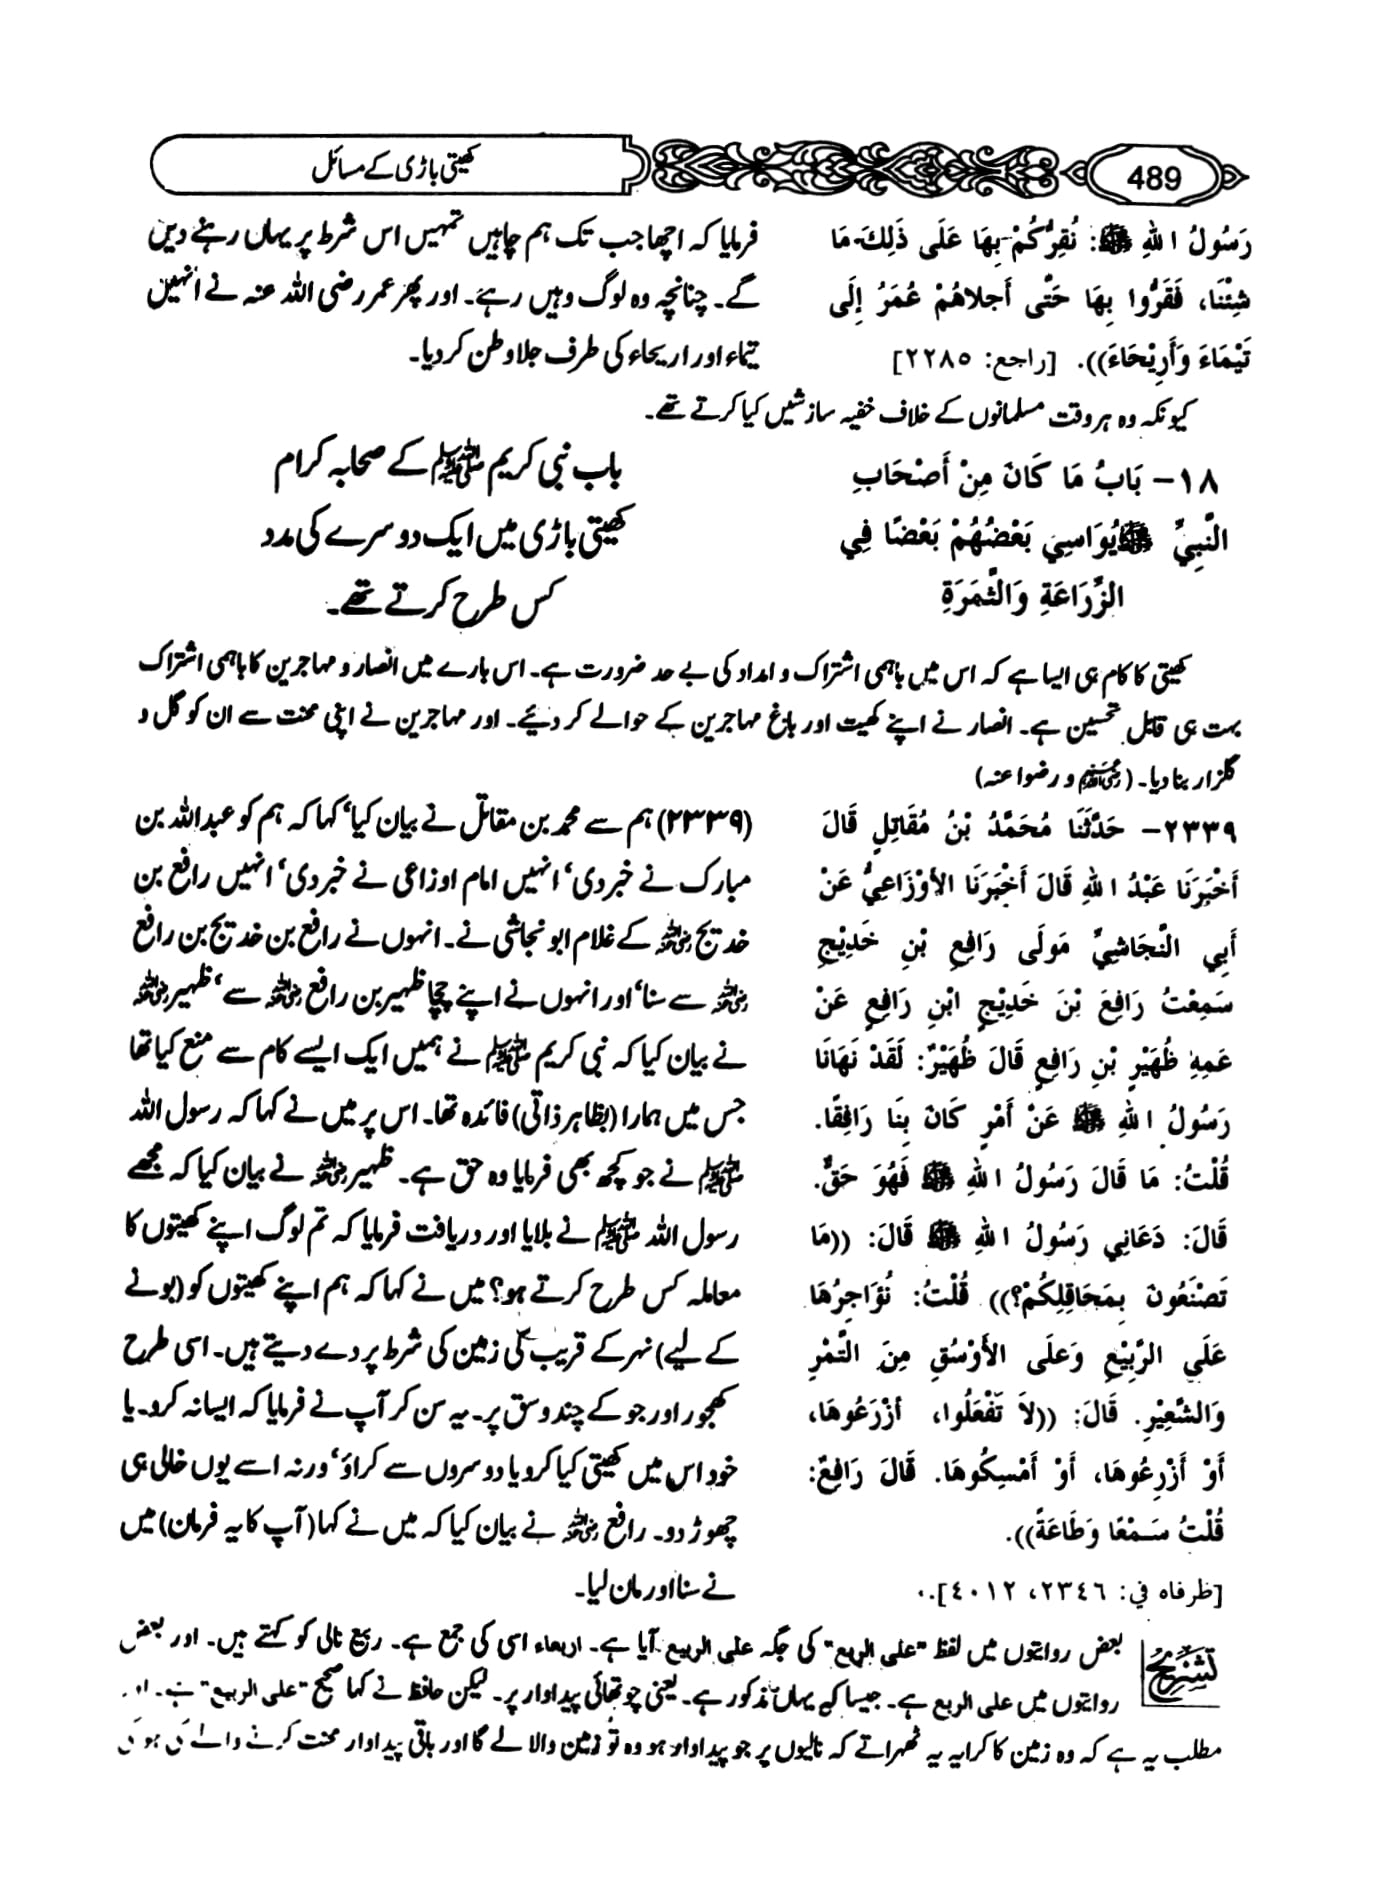 489
کھیتی باڑی کے مسائل
رَسُولُ اللهِ ﷺ: نُقِرُّكُمْ بِهَا عَلَى ذَلِكَ مَا
شِئْنَا، فَقَرُّوا بِهَا حَتَّى أَجلاهُمْ عُمَرُ إِلَى
تَيْمَاءَ وَأَرِيْحَاءَ)). [راجع: ٢٢٨٥]
فرمایا کہ اچھا جب تک ہم چاہیں تمہیں اس شرط پر یہاں رہنے دیں
گے۔ چنانچہ وہ لوگ وہیں رہے۔ اور پھر عمر رضی اللہ عنہ نے انہیں
تیماء اور اریحاء کی طرف جلاوطن کر دیا۔
کیونکہ وہ ہر وقت مسلمانوں کے خلاف خفیہ سازشیں کیا کرتے تھے۔
١٨- بَابُ مَا كَانَ مِنْ أَصْحَابِ
النَّبِيِّ ﷺ يُوَاسِي بَعْضُهُمْ بَعْضًا فِي
الزِّرَاعَةِ وَالثَّمَرَةِ
باب نبی کریم ﷺ کے صحابہ کرام
کھیتی باڑی میں ایک دوسرے کی مدد
کس طرح کرتے تھے۔
کھیتی کا کام ہی ایسا ہے کہ اس میں باہمی اشتراک و امداد کی بے حد ضرورت ہے۔ اس بارے میں انصار و مہاجرین کا باہمی اشتراک
بہت ہی قابل تحسین ہے۔ انصار نے اپنے کھیت اور باغ مہاجرین کے حوالے کر دیئے۔ اور مہاجرین نے اپنی محنت سے ان کو گل و
گلزار بنا دیا۔ (رضی اللہ عنہم و رضوا عنہ)
٢٣٣٩- حَدَّثَنَا مُحَمَّدُ بْنُ مُقَاتِلٍ قَالَ
أَخْبَرَنَا عَبْدُ اللهِ قَالَ أَخْبَرَنَا الأَوْزَاعِيُّ عَنْ
أَبِي النَّجَاشِيِّ مَولَى رَافِعِ بْنِ خَدِيْجٍ
سَمِعْتُ رَافِعَ بْنَ خَدِيْجٍ ابْنِ رَافِعٍ عَنْ
عَمِهِ ظُهَيْرٍ بْنِ رَافِعٍ قَالَ ظُهَيْرٌ: لَقَدْ نَهَانَا
رَسُولُ اللهِ ﷺ عَنْ أَمْرٍ كَانَ بِنَا رَافِقًا.
قُلْتُ: مَا قَالَ رَسُولُ اللهِ ﷺ فَهُوَ حَقٌّ.
قَالَ: دَعَانِي رَسُولُ اللهِ ﷺ قَالَ: ((مَا
تَصْنَعُونَ بِمَحَاقِلِكُمْ؟)) قُلْتُ: نُؤَاجِرُهَا
عَلَى الرَّبِيْعِ وَعَلَى الأَوْسُقِ مِنَ التَّمْرِ
وَالشَّعِيْرِ. قَالَ: ((لاَ تَفْعَلُوا، أزْرَعُوهَا،
أَوْ أَزْرِعُوهَا، أَوْ أَمْسِكُوهَا. قَالَ رَافِعٌ:
قُلْتُ سَمْعًا وَطَاعَةً)).
[طرفاه في: ٢٣٤٦، ٤٠١٢].
(۲۳۳۹) ہم سے محمد بن مقاتل نے بیان کیا، کہا کہ ہم کو عبداللہ بن
مبارک نے خبر دی، انہیں امام اوزاعی نے خبر دی، انہیں رافع بن
خدیج رضی اللہ عنہ کے غلام ابو نجاشی نے۔ انہوں نے رافع بن خدیج بن رافع
رضی اللہ عنہ سے سنا، اور انہوں نے اپنے چچا ظہیر بن رافع رضی اللہ عنہ سے، ظہیر رضی اللہ عنہ
نے بیان کیا کہ نبی کریم ﷺ نے ہمیں ایک ایسے کام سے منع کیا تھا
جس میں ہمارا (بظاہر ذاتی) فائدہ تھا۔ اس پر میں نے کہا کہ رسول اللہ
ﷺ نے جو کچھ بھی فرمایا وہ حق ہے۔ ظہیر رضی اللہ عنہ نے بیان کیا کہ مجھے
رسول اللہ ﷺ نے بلایا اور دریافت فرمایا کہ تم لوگ اپنے کھیتوں کا
معاملہ کس طرح کرتے ہو؟ میں نے کہا کہ ہم اپنے کھیتوں کو (بونے
کے لیے) نہر کے قریب کی زمین کی شرط پر دے دیتے ہیں۔ اسی طرح
کھجور اور جو کے چند وسق پر۔ یہ سن کر آپ نے فرمایا کہ ایسا نہ کرو۔ یا
خود اس میں کھیتی کیا کرو یا دوسروں سے کراؤ، ورنہ اسے یوں خالی ہی
چھوڑ دو۔ رافع رضی اللہ عنہ نے بیان کیا کہ میں نے کہا (آپ کا یہ فرمان) میں
نے سنا اور مان لیا۔
تشریح
بعض روایتوں میں لفظ "علی الربع" کی جگہ علی الربیع آیا ہے۔ اربعاء اسی کی جمع ہے۔ ربیع نالی کو کہتے ہیں۔ اور بعض
روایتوں میں علی الربع ہے۔ جیسا کہ یہاں مذکور ہے۔ یعنی چوتھائی پیداوار پر۔ لیکن حافظ نے کہا صحیح "علی الربیع" ہے۔
مطلب یہ ہے کہ وہ زمین کا کرایہ یہ ٹھہراتے کہ نالیوں پر جو پیداوار ہو وہ تو زمین والا لے گا اور باقی پیداوار محنت کرنے والے